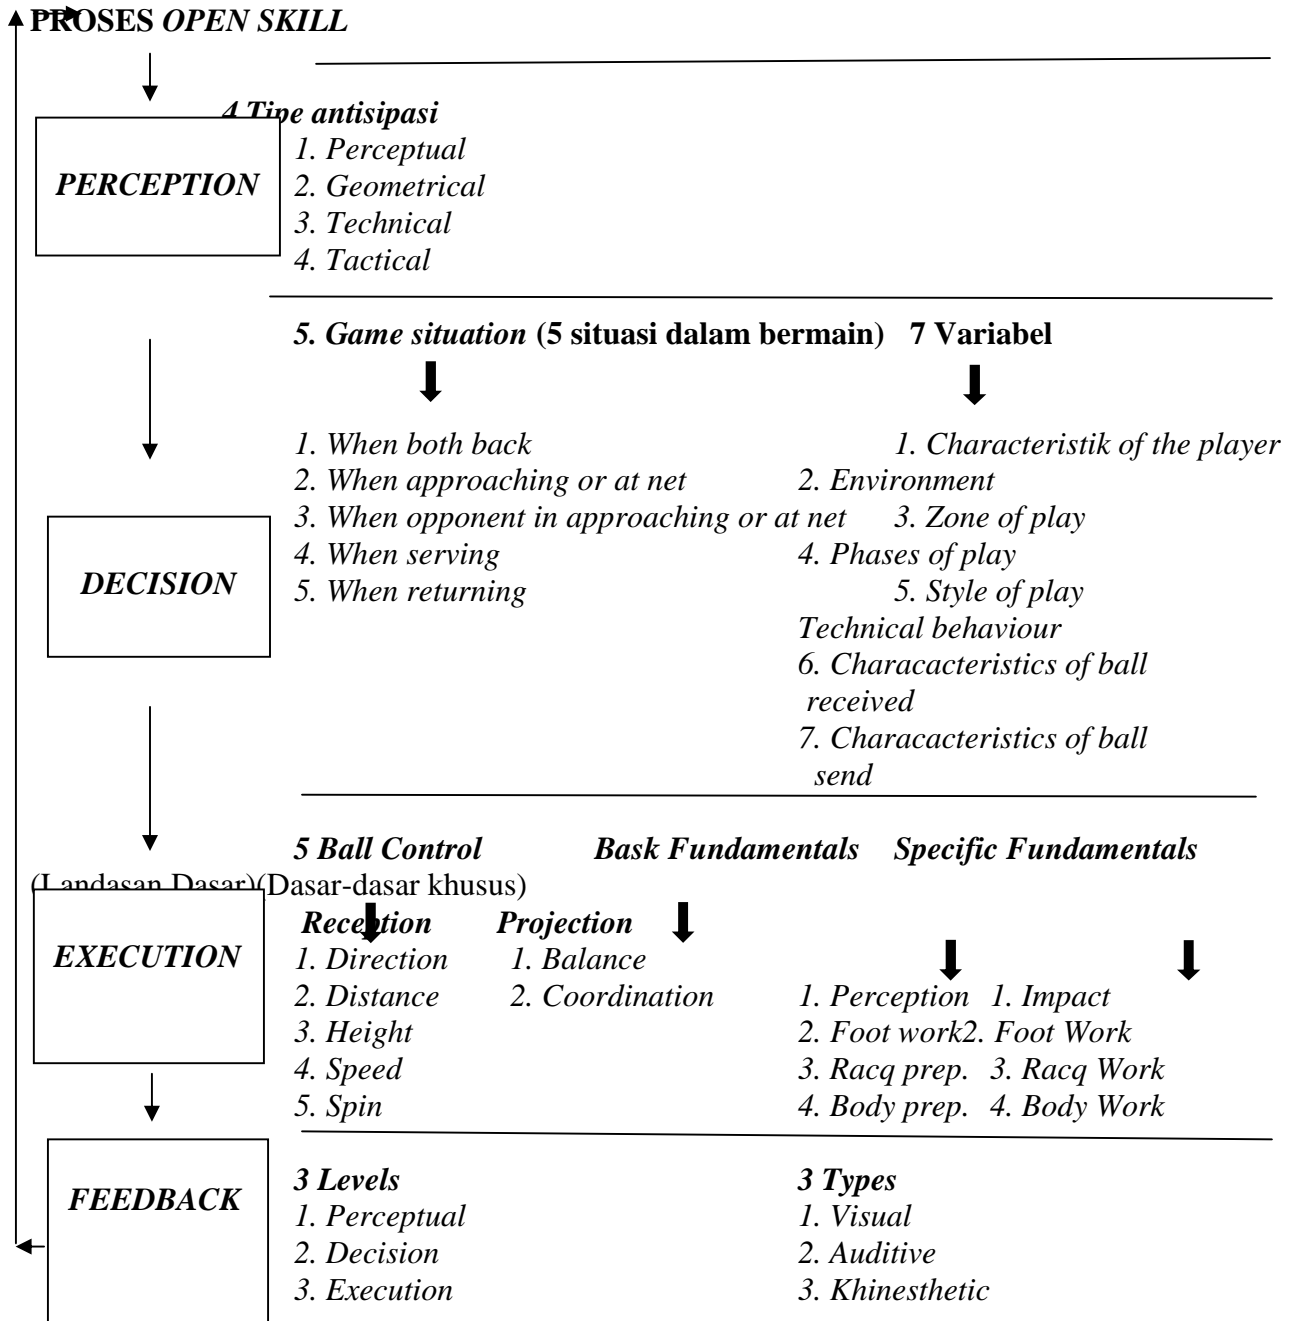 PROSES OPEN SKILL
4 Tipe antisipasi
PERCEPTION
1. Perceptual
2. Geometrical
3. Technical
4. Tactical
5. Game situation (5 situasi dalam bermain) 7 Variabel
1. When both back 1. Characteristik of the player
2. When approaching or at net 2. Environment
3. When opponent in approaching or at net 3. Zone of play
4. When serving 4. Phases of play
DECISION
5. When returning 5. Style of play
Technical behaviour
6. Characacteristics of ball
received
7. Characacteristics of ball
send
5 Ball Control Bask Fundamentals Specific Fundamentals
(Landasan Dasar)(Dasar-dasar khusus)
Reception Projection
EXECUTION
1. Direction 1. Balance
2. Distance 2. Coordination 1. Perception 1. Impact
3. Height 2. Foot work2. Foot Work
4. Speed 3. Racq prep. 3. Racq Work
5. Spin 4. Body prep. 4. Body Work
3 Levels 3 Types
FEEDBACK
1. Perceptual 1. Visual
2. Decision 2. Auditive
3. Execution 3. Khinesthetic